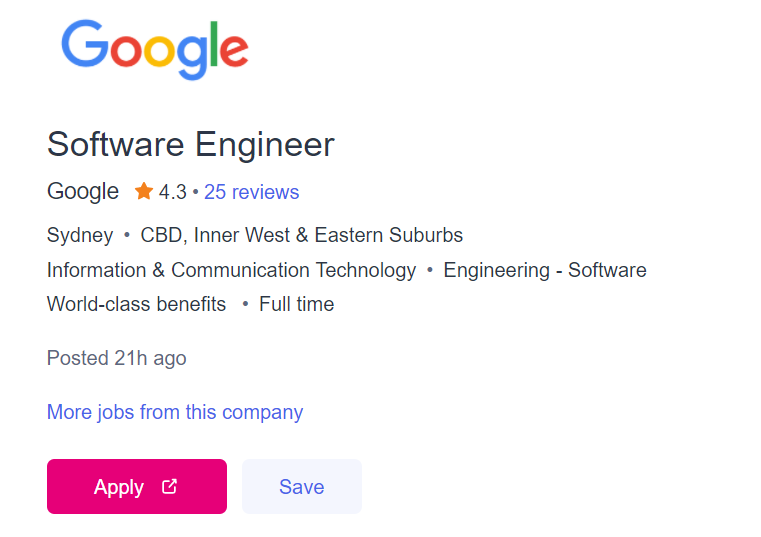 Google
Software Engineer
Google 4.3 • 25 reviews
Sydney • CBD, Inner West & Eastern Suburbs
Information & Communication Technology • Engineering - Software
World-class benefits • Full time
Posted 21h ago
More jobs from this company
Apply Save